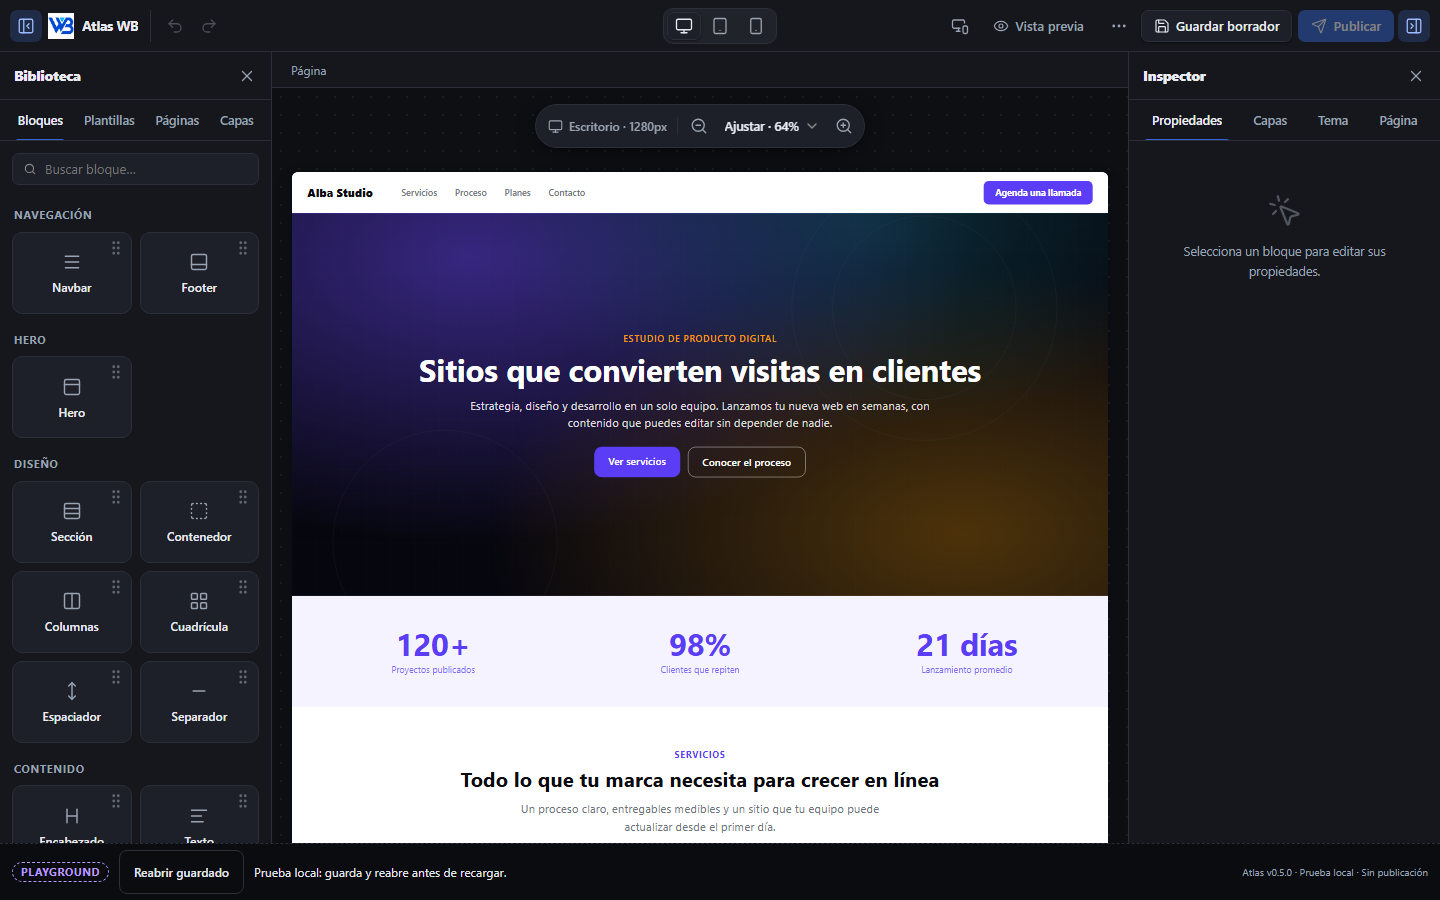 WB Atlas WB
Vista previa
Guardar borrador
Publicar
Biblioteca
Bloques Plantillas Páginas Capas
Buscar bloque...
NAVEGACIÓN
Navbar
Footer
HERO
Hero
DISEÑO
Sección
Contenedor
Columnas
Cuadrícula
Espaciador
Separador
CONTENIDO
Encabezado
Texto
Página
Escritorio · 1280px
Ajustar · 64%
Alba Studio
Servicios Proceso Planes Contacto
Agenda una llamada
ESTUDIO DE PRODUCTO DIGITAL
Sitios que convierten visitas en clientes
Estrategia, diseño y desarrollo en un solo equipo. Lanzamos tu nueva web en semanas, con
contenido que puedes editar sin depender de nadie.
Ver servicios
Conocer el proceso
120+
Proyectos publicados
98%
Clientes que repiten
21 días
Lanzamiento promedio
SERVICIOS
Todo lo que tu marca necesita para crecer en línea
Un proceso claro, entregables medibles y un sitio que tu equipo puede
actualizar desde el primer día.
Inspector
Propiedades Capas Tema Página
Selecciona un bloque para editar sus
propiedades.
PLAYGROUND
Reabrir guardado
Prueba local: guarda y reabre antes de recargar.
Atlas v0.5.0 · Prueba local · Sin publicación